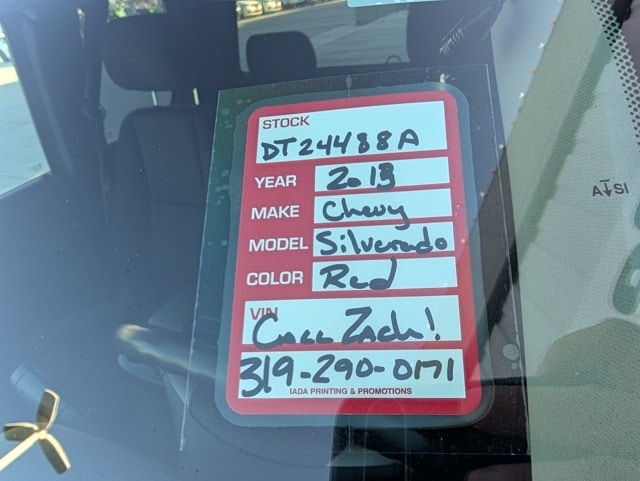 STOCK
DT24488A
YEAR 2013
MAKE Chevy
MODEL Silverado
COLOR Red
VIN
Call Zach!
319-290-0171
IADA PRINTING & PROMOTIONS